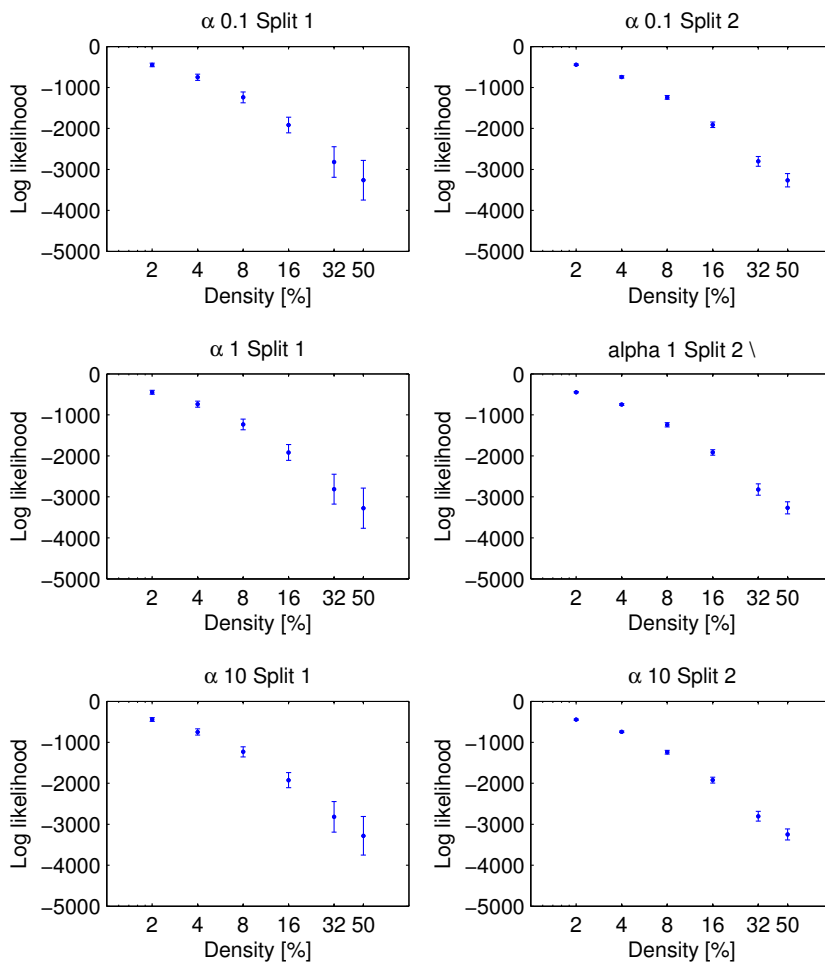 α 0.1 Split 1
0
−1000
−2000
−3000
−4000
−5000
Log likelihood
2 4 8 16 32 50
Density [%]
α 0.1 Split 2
0
−1000
−2000
−3000
−4000
−5000
Log likelihood
2 4 8 16 32 50
Density [%]
α 1 Split 1
0
−1000
−2000
−3000
−4000
−5000
Log likelihood
2 4 8 16 32 50
Density [%]
alpha 1 Split 2 \
0
−1000
−2000
−3000
−4000
−5000
Log likelihood
2 4 8 16 32 50
Density [%]
α 10 Split 1
0
−1000
−2000
−3000
−4000
−5000
Log likelihood
2 4 8 16 32 50
Density [%]
α 10 Split 2
0
−1000
−2000
−3000
−4000
−5000
Log likelihood
2 4 8 16 32 50
Density [%]